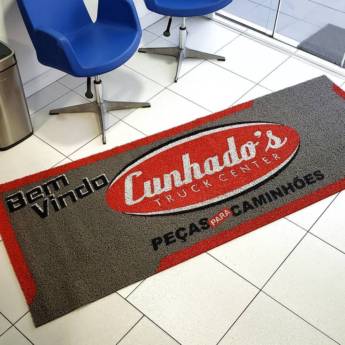 Bem
Vindo
Cunhado's
TRUCK CENTER
PEÇAS PARA CAMINHÕES